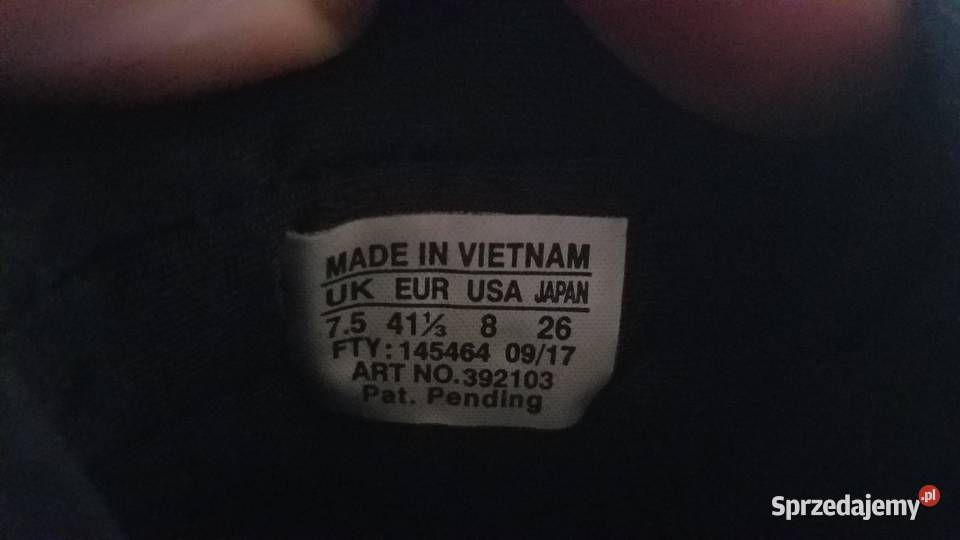 MADE IN VIETNAM
UK EUR USA JAPAN
7.5 41⅓ 8 26
FTY: 145464 09/17
ART NO. 392103
Pat. Pending
Sprzedajemy.pl